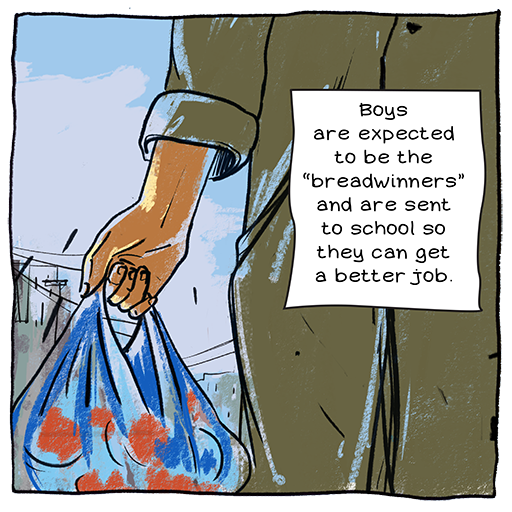 Boys
are expected
to be the
“breadwinners”
and are sent
to school so
they can get
a better job.